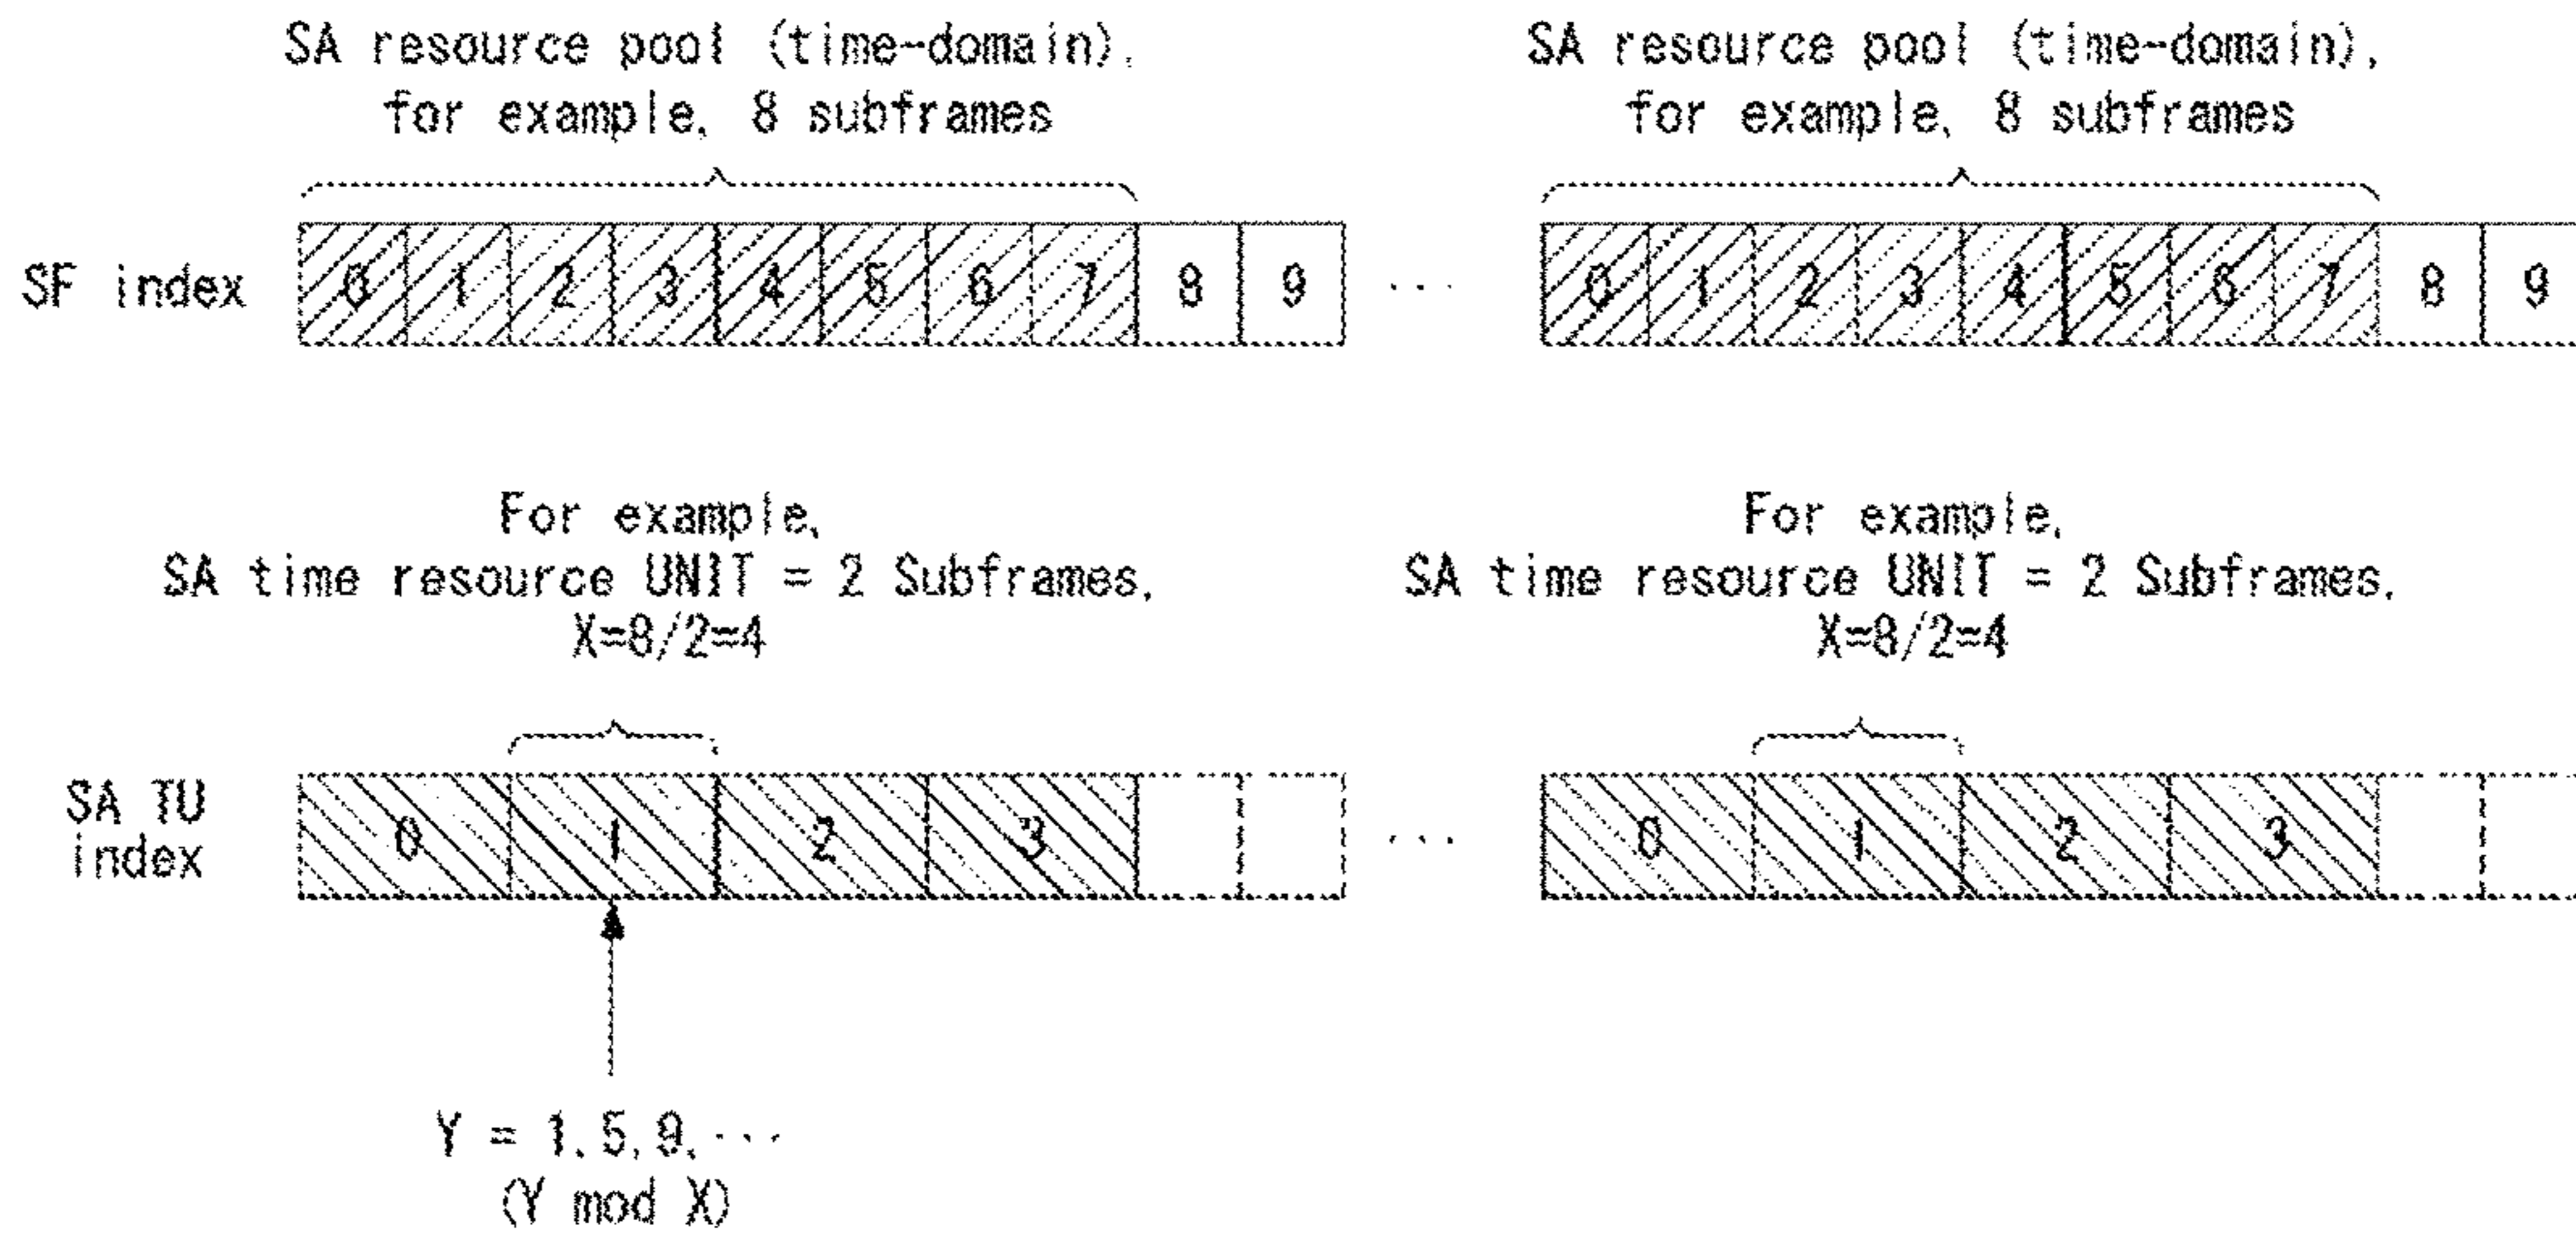 SA resource pool (time-domain),
for example, 8 subframes
SA resource pool (time-domain),
for example, 8 subframes
SF index 0 1 2 3 4 5 6 7 8 9 ... 0 1 2 3 4 5 6 7 8 9
For example,
SA time resource UNIT = 2 Subframes,
X=8/2=4
For example,
SA time resource UNIT = 2 Subframes,
X=8/2=4
SA TU
index
0 1 2 3 ... 0 1 2 3
Y = 1,5,9,...
(Y mod X)